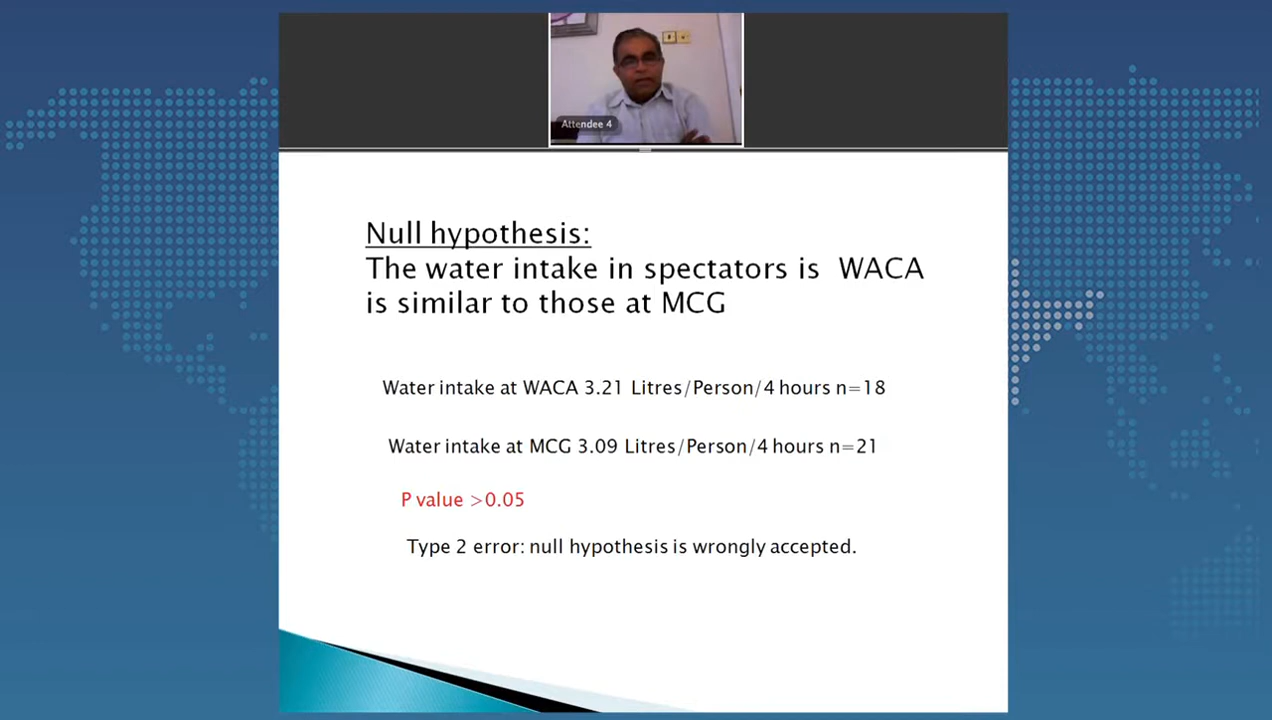 Attendee 4
Null hypothesis:
The water intake in spectators is WACA
is similar to those at MCG
Water intake at WACA 3.21 Litres/Person/4 hours n=18
Water intake at MCG 3.09 Litres/Person/4 hours n=21
P value >0.05
Type 2 error: null hypothesis is wrongly accepted.